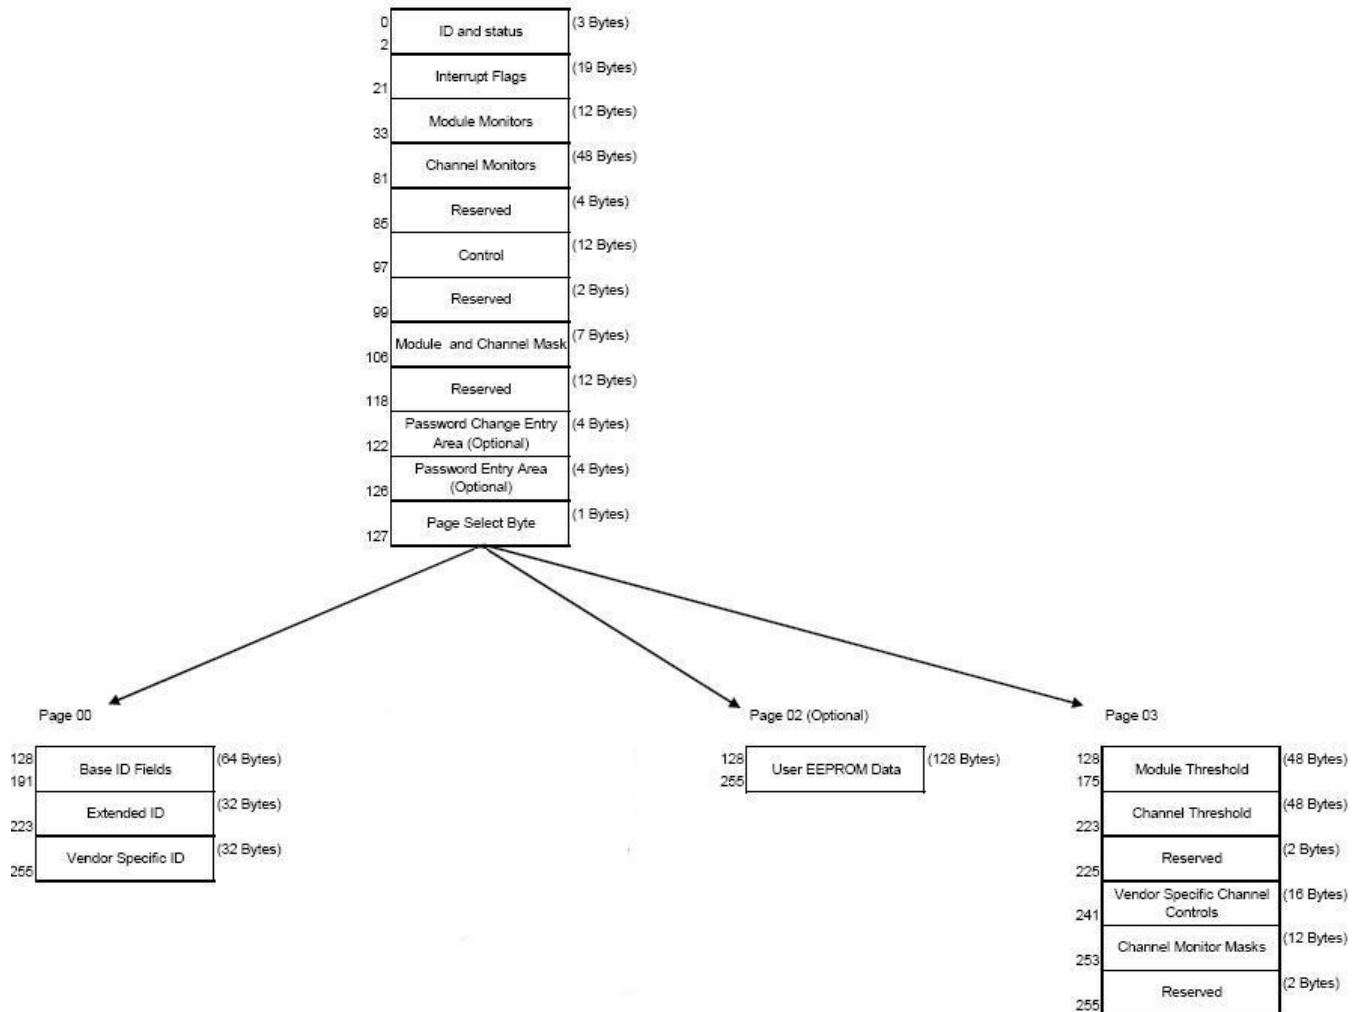 0
ID and status
(3 Bytes)
2
Interrupt Flags
(19 Bytes)
21
Module Monitors
(12 Bytes)
33
Channel Monitors
(48 Bytes)
81
Reserved
(4 Bytes)
85
Control
(12 Bytes)
97
Reserved
(2 Bytes)
99
Module and Channel Mask
(7 Bytes)
106
Reserved
(12 Bytes)
118
Password Change Entry
Area (Optional)
(4 Bytes)
122
Password Entry Area
(Optional)
(4 Bytes)
126
Page Select Byte
(1 Bytes)
127
Page 00
128
Base ID Fields
(64 Bytes)
191
Extended ID
(32 Bytes)
223
Vendor Specific ID
(32 Bytes)
255
Page 02 (Optional)
128
User EEPROM Data
(128 Bytes)
255
Page 03
128
Module Threshold
(48 Bytes)
175
Channel Threshold
(48 Bytes)
223
Reserved
(2 Bytes)
225
Vendor Specific Channel
Controls
(16 Bytes)
241
Channel Monitor Masks
(12 Bytes)
253
Reserved
(2 Bytes)
255